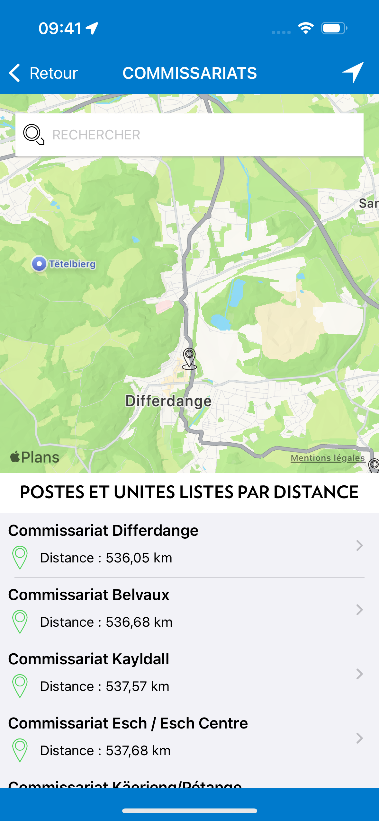 09:41
Retour
COMMISSARIATS
RECHERCHER
San
Tëtelbierg
Differdange
Plans
Mentions légales
POSTES ET UNITES LISTES PAR DISTANCE
Commissariat Differdange
Distance : 536,05 km
Commissariat Belvaux
Distance : 536,68 km
Commissariat Kayldall
Distance : 537,57 km
Commissariat Esch / Esch Centre
Distance : 537,68 km
Commissariat Käerjeng/Pétange